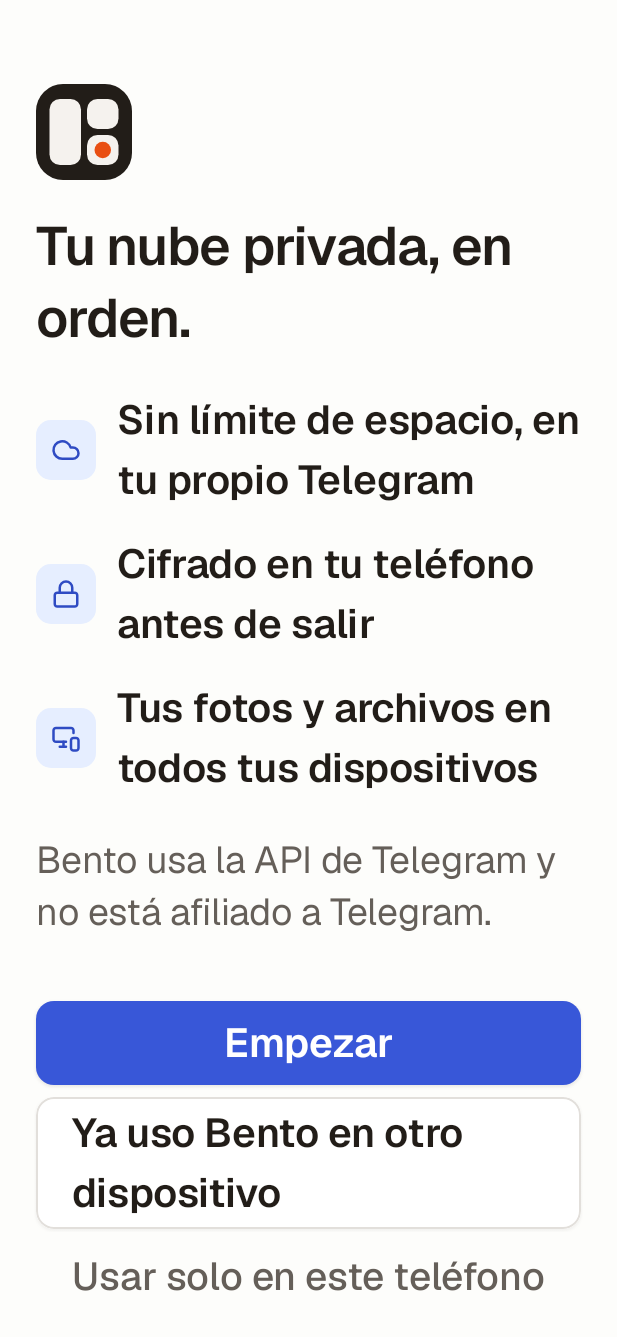 Tu nube privada, en
orden.
Sin límite de espacio, en
tu propio Telegram
Cifrado en tu teléfono
antes de salir
Tus fotos y archivos en
todos tus dispositivos
Bento usa la API de Telegram y
no está afiliado a Telegram.
Empezar
Ya uso Bento en otro
dispositivo
Usar solo en este teléfono